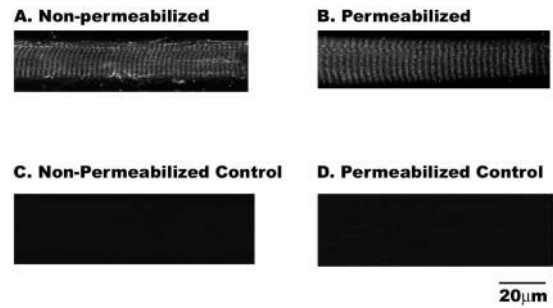 A. Non-permeabilized
B. Permeabilized
C. Non-Permeabilized Control
D. Permeabilized Control
20μm